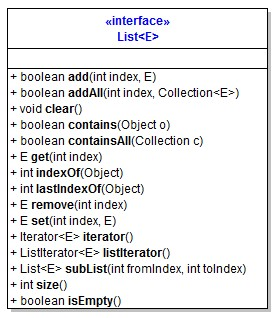 «interface»
List<E>
+ boolean add(int index, E)
+ boolean addAll(int index, Collection<E>)
+ void clear()
+ boolean contains(Object o)
+ boolean containsAll(Collection c)
+ E get(int index)
+ int indexOf(Object)
+ int lastIndexOf(Object)
+ E remove(int index)
+ E set(int index, E)
+ Iterator<E> iterator()
+ ListIterator<E> listIterator()
+ List<E> subList(int fromIndex, int toIndex)
+ int size()
+ boolean isEmpty()